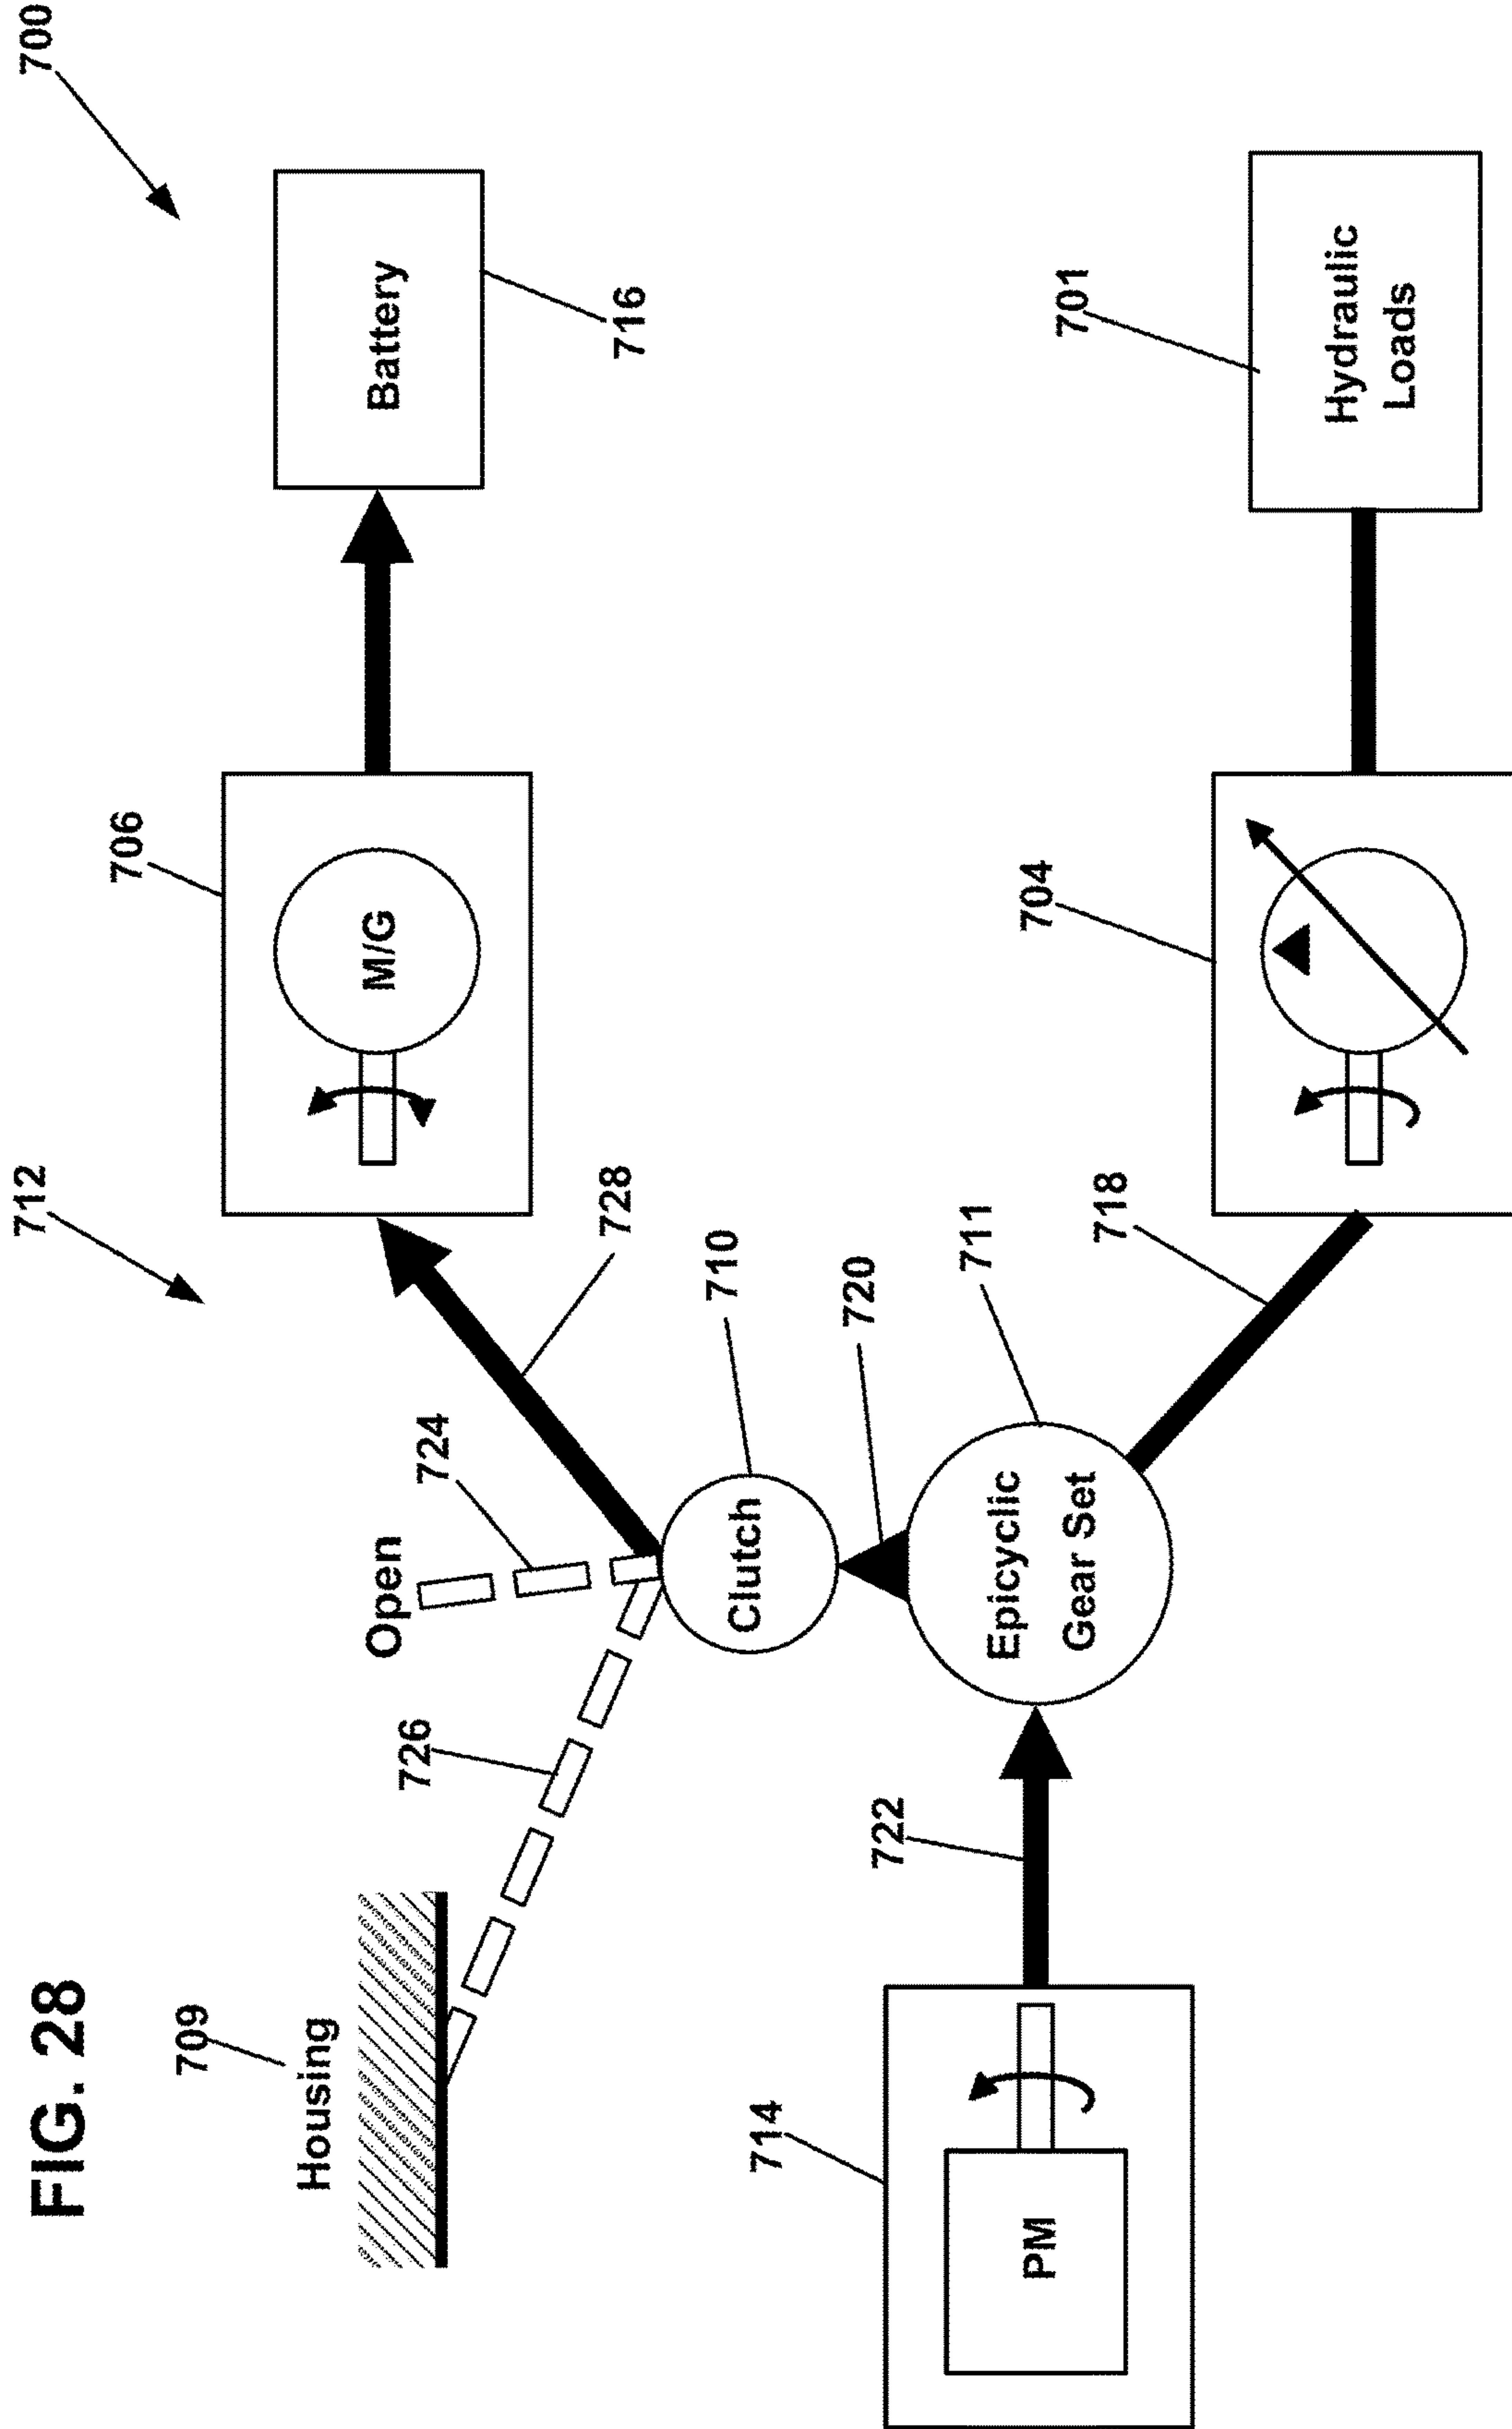 FIG. 28
700
712
709
Housing
706
M/G
Battery
716
Open
724
726
728
Clutch
710
720
Epicyclic
Gear Set
711
722
714
PM
718
704
701
Hydraulic
Loads